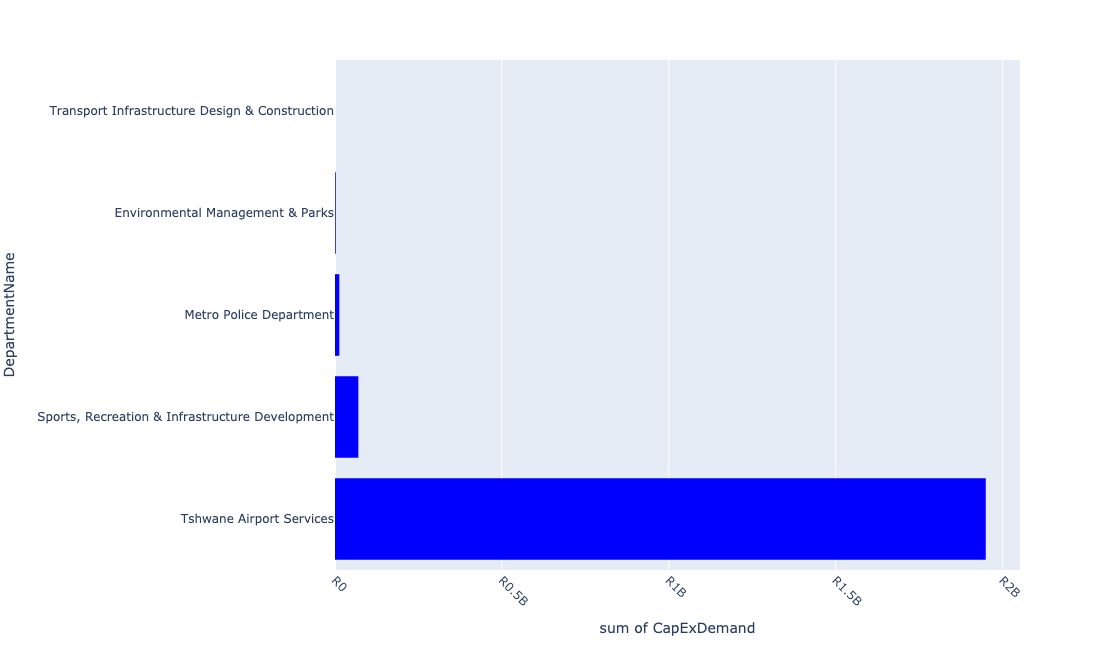 Transport Infrastructure Design & Construction
Environmental Management & Parks
Metro Police Department
Sports, Recreation & Infrastructure Development
Tshwane Airport Services
DepartmentName
R0
R0.5B
R1B
R1.5B
R2B
sum of CapExDemand